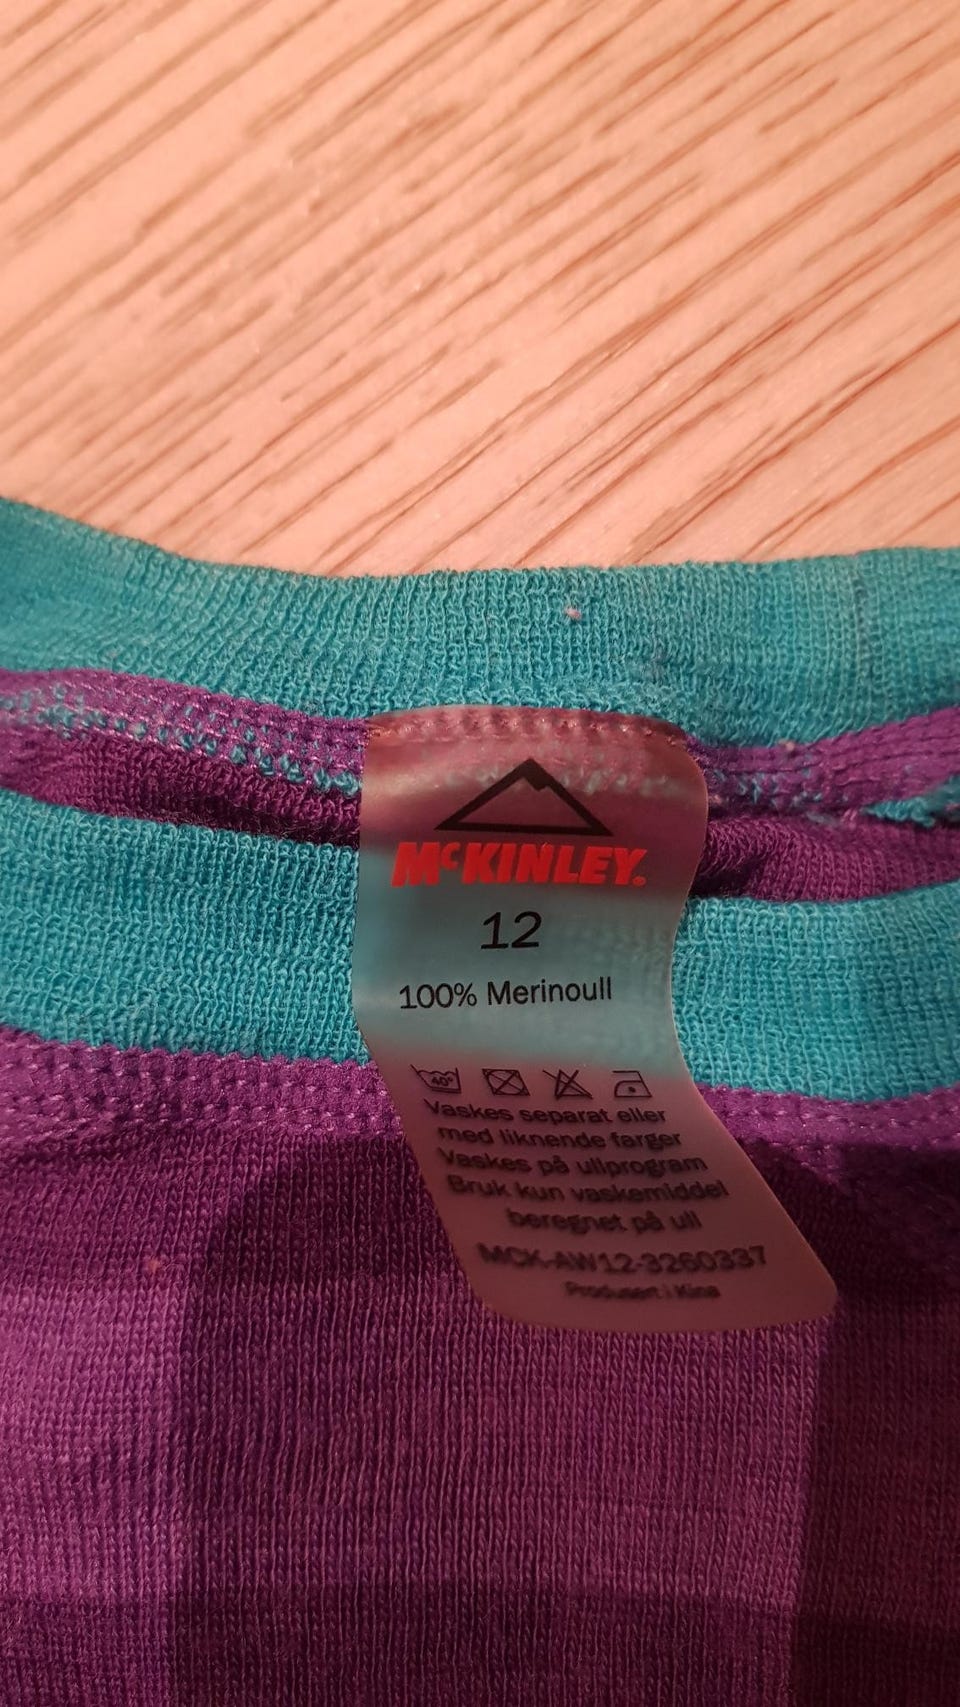 McKINLEY.
12
100% Merinoull
40°
Vaskes separat eller
med liknende farger
Vaskes på ullprogram
Bruk kun vaskemiddel
beregnet på ull
MCK-AW12-3260337
Produsert i Kina